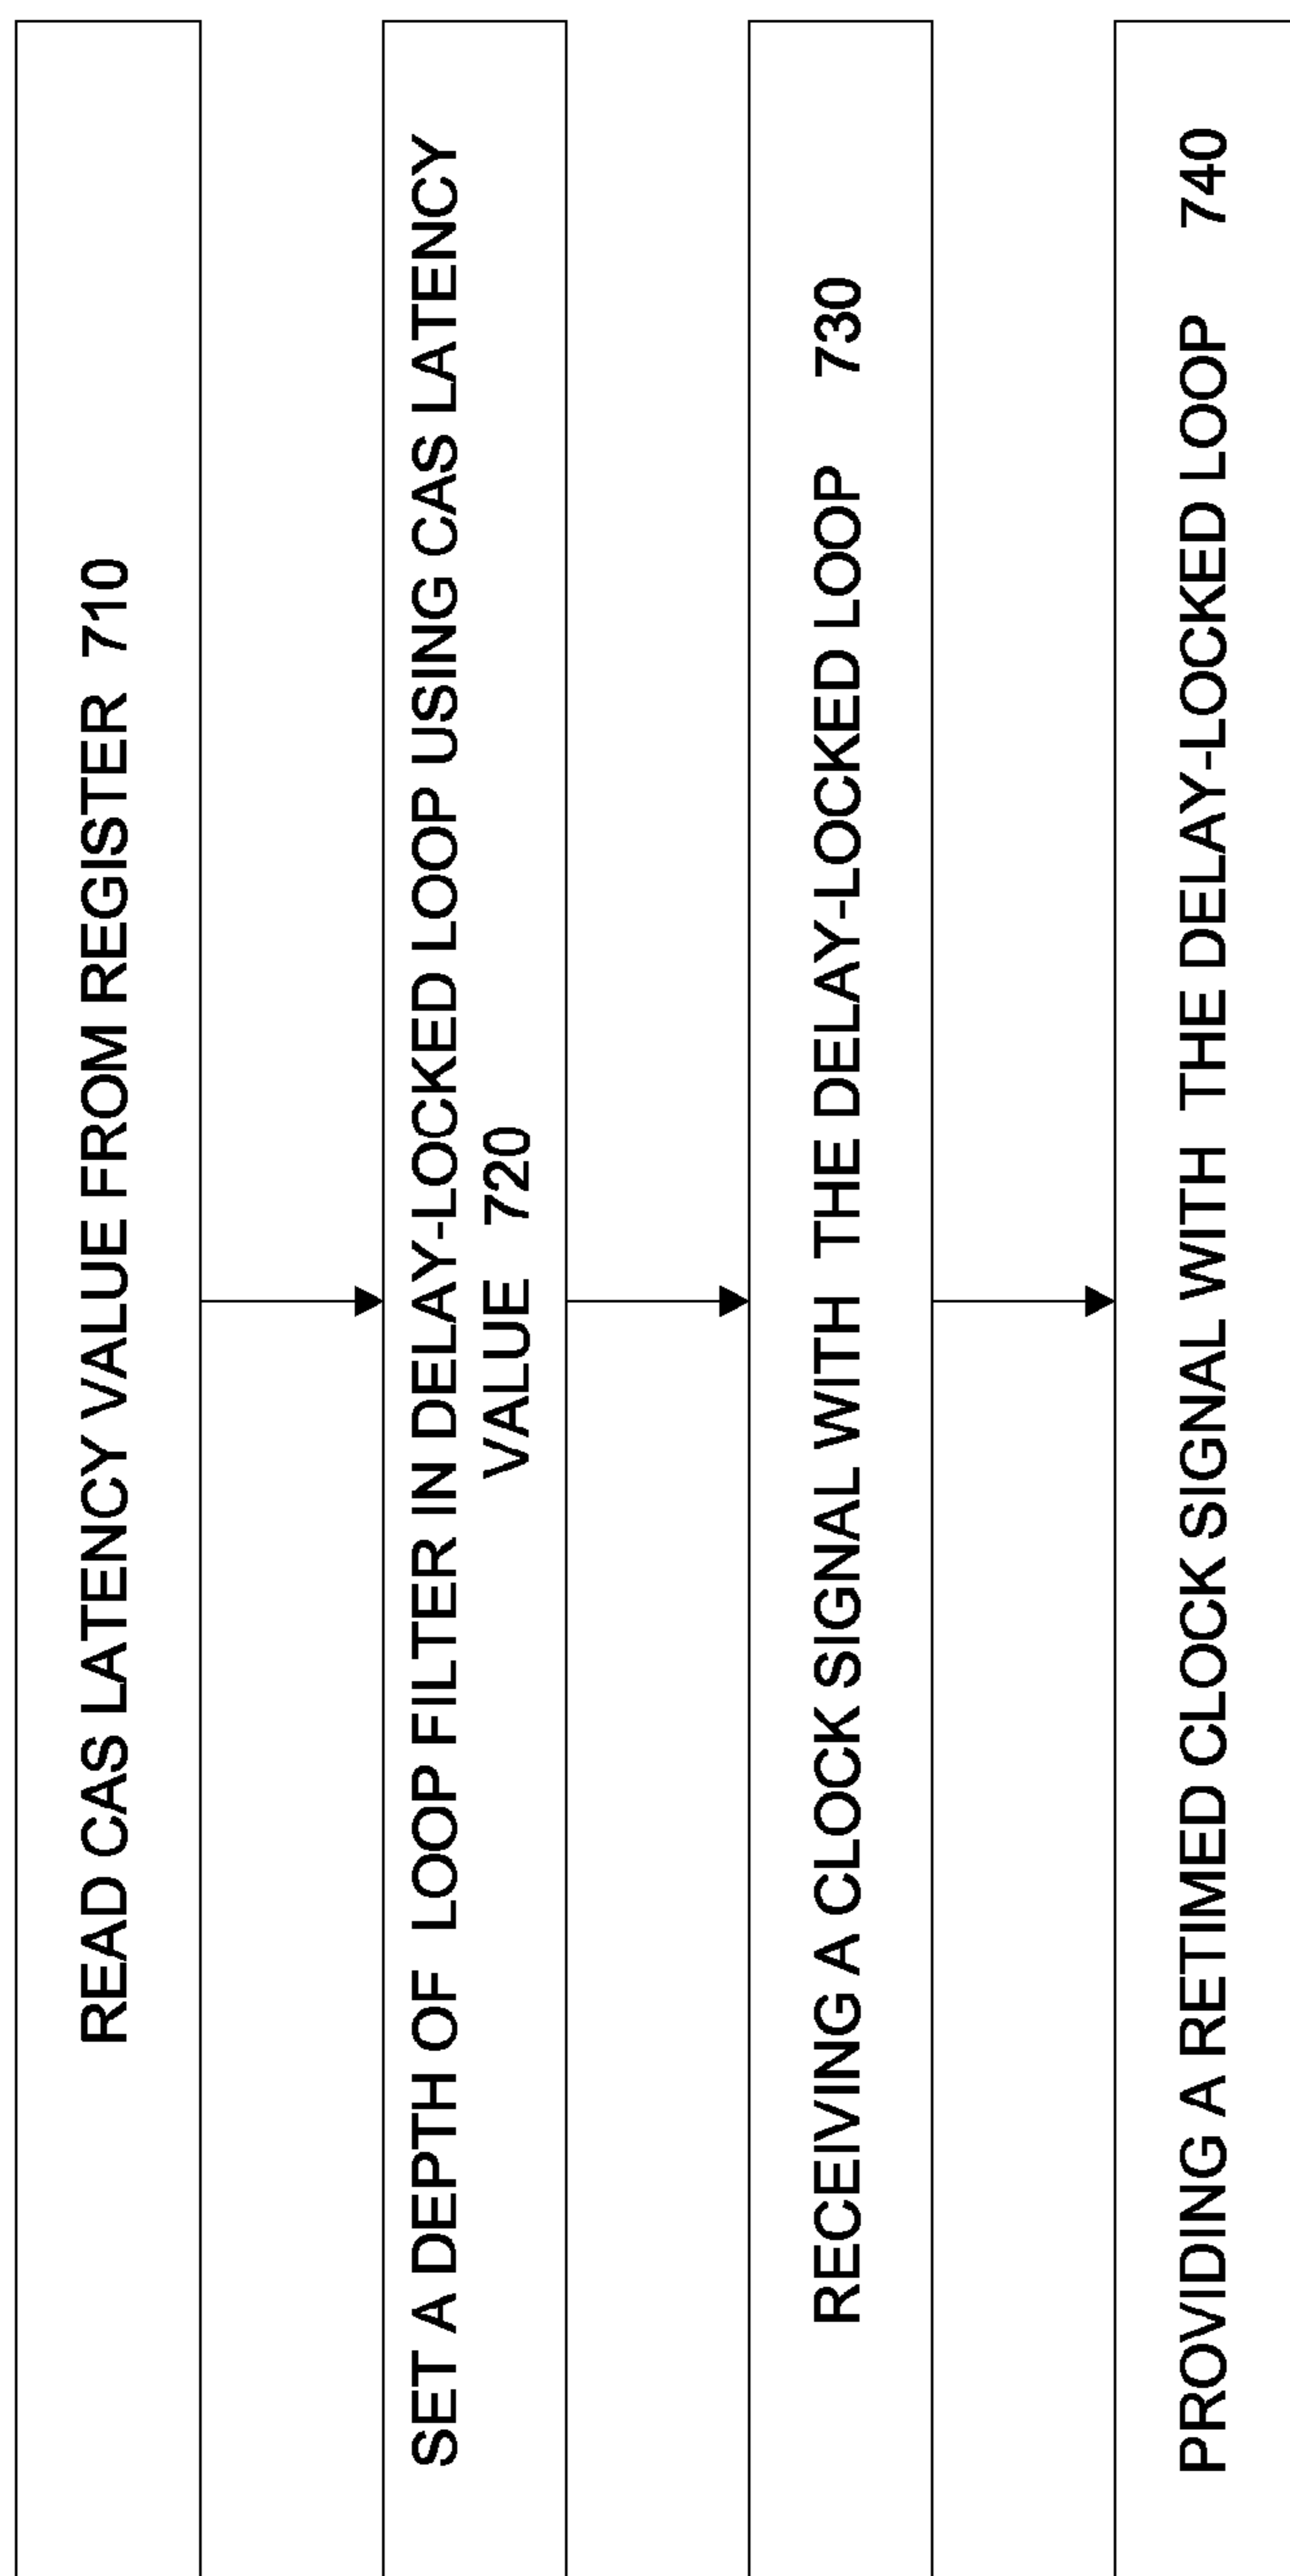 READ CAS LATENCY VALUE FROM REGISTER 710
SET A DEPTH OF LOOP FILTER IN DELAY-LOCKED LOOP USING CAS LATENCY
VALUE 720
RECEIVING A CLOCK SIGNAL WITH THE DELAY-LOCKED LOOP 730
PROVIDING A RETIMED CLOCK SIGNAL WITH THE DELAY-LOCKED LOOP 740